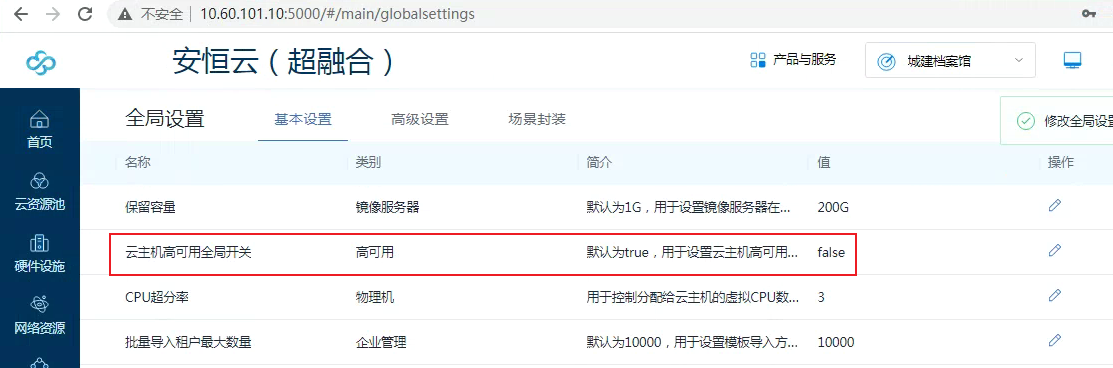 不安全 10.60.101.10:5000/#/main/globalsettings
安恒云（超融合）
产品与服务
城建档案馆
首页
云资源池
硬件设施
网络资源
全局设置 基本设置 高级设置 场景封装
修改全局设置
名称 类别 简介 值 操作
保留容量 镜像服务器 默认为1G，用于设置镜像服务器在... 200G
云主机高可用全局开关 高可用 默认为true，用于设置云主机高可用... false
CPU超分率 物理机 用于控制分配给云主机的虚拟CPU数... 3
批量导入租户最大数量 企业管理 默认为10000，用于设置模板导入方... 10000